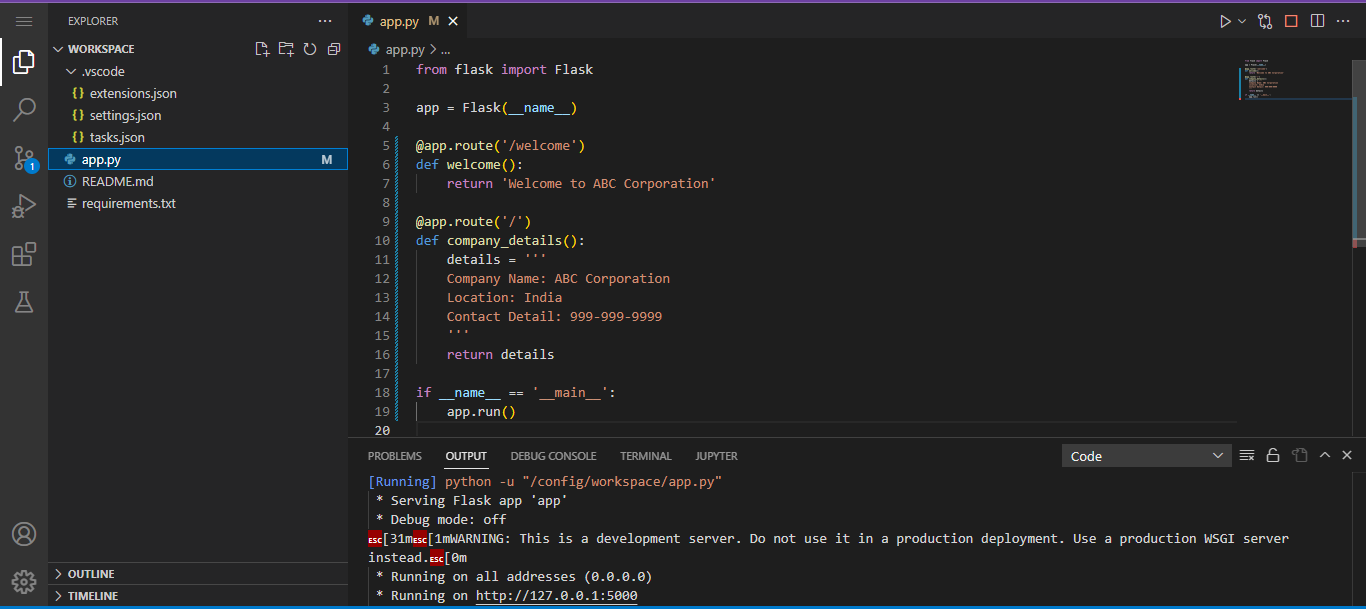 EXPLORER
WORKSPACE
.vscode
{} extensions.json
{} settings.json
{} tasks.json
app.py M
README.md
requirements.txt
OUTLINE
TIMELINE
1
app.py M
app.py > ...
1 from flask import Flask
2
3 app = Flask(__name__)
4
5 @app.route('/welcome')
6 def welcome():
7 return 'Welcome to ABC Corporation'
8
9 @app.route('/')
10 def company_details():
11 details = '''
12 Company Name: ABC Corporation
13 Location: India
14 Contact Detail: 999-999-9999
15 '''
16 return details
17
18 if __name__ == '__main__':
19 app.run()
20
PROBLEMS OUTPUT DEBUG CONSOLE TERMINAL JUPYTER Code
[Running] python -u "/config/workspace/app.py"
* Serving Flask app 'app'
* Debug mode: off
ESC[31mESC[1mWARNING: This is a development server. Do not use it in a production deployment. Use a production WSGI server
instead.ESC[0m
* Running on all addresses (0.0.0.0)
* Running on http://127.0.0.1:5000